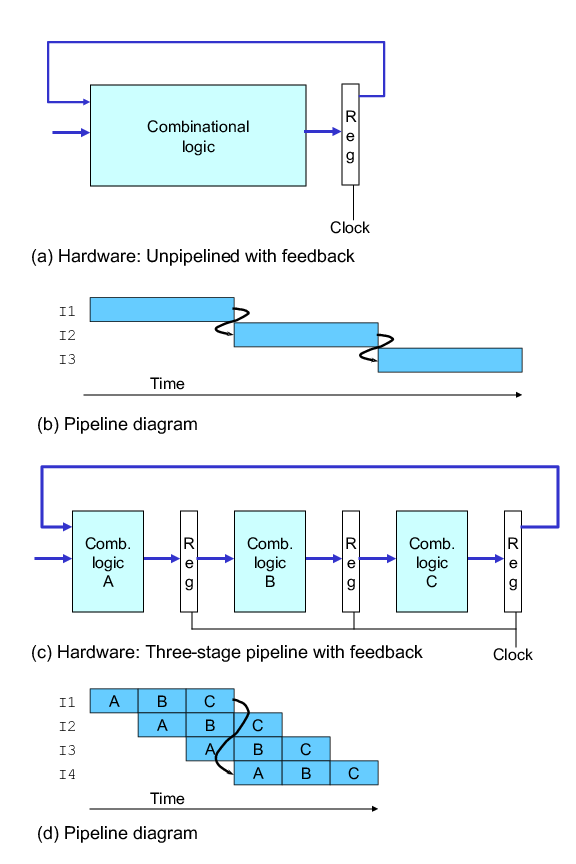 Combinational
logic
R
e
g
Clock
(a) Hardware: Unpipelined with feedback
I1
I2
I3
Time
(b) Pipeline diagram
Comb.
logic
A
R
e
g
Comb.
logic
B
R
e
g
Comb.
logic
C
R
e
g
(c) Hardware: Three-stage pipeline with feedback
Clock
I1 A B C
I2 A B C
I3 A B C
I4 A B C
Time
(d) Pipeline diagram